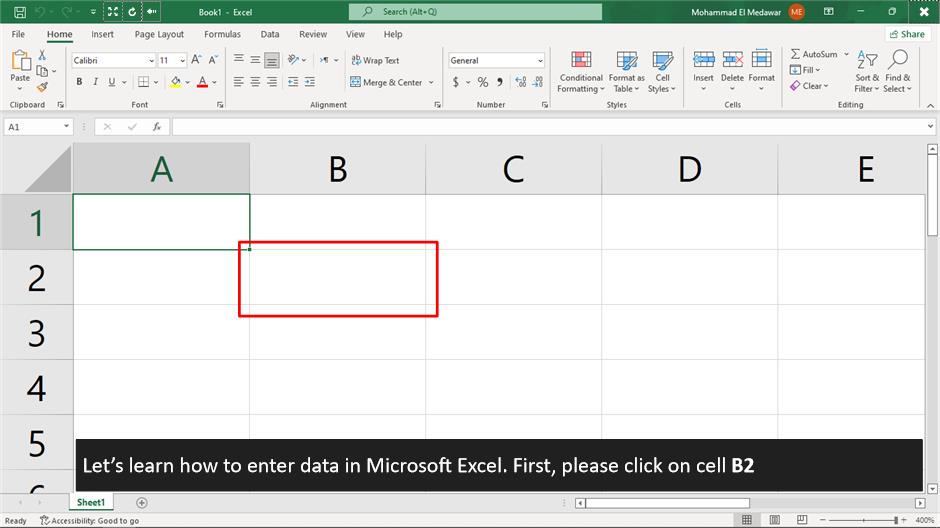 Book1 - Excel
Search (Alt+Q)
Mohammad El Medawar
ME
File Home Insert Page Layout Formulas Data Review View Help
Share
Paste
Clipboard
Calibri 11 A A
B I U A
Font
Wrap Text
Merge & Center
Alignment
General
$ % ,
Number
Conditional Formatting
Format as Table
Cell Styles
Styles
Insert Delete Format
Cells
AutoSum
Fill
Clear
Sort & Filter
Find & Select
Editing
A1 fx
A B C D E
1
2
3
4
5
6
Let's learn how to enter data in Microsoft Excel. First, please click on cell B2
Sheet1
Ready Accessibility: Good to go 400%